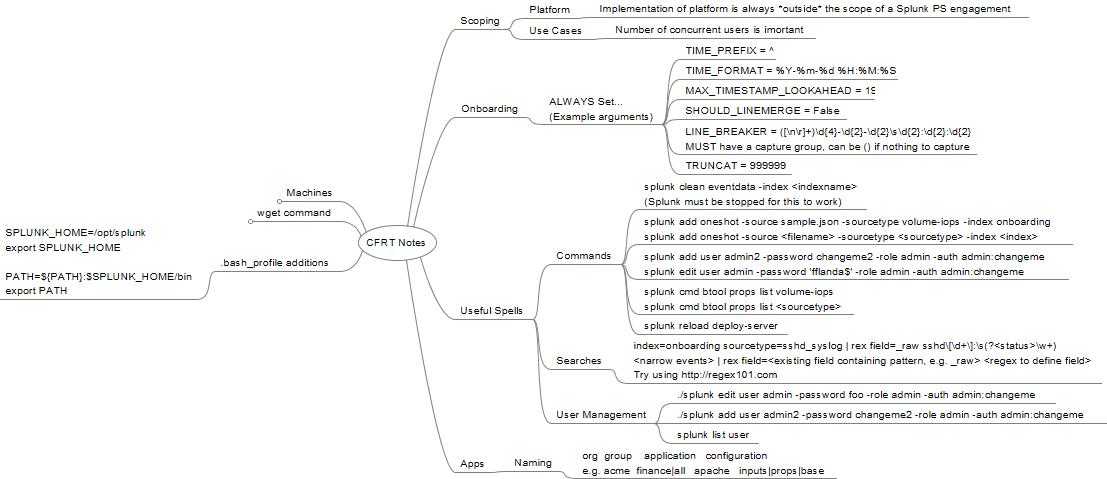 Scoping
Platform
Implementation of platform is always *outside* the scope of a Splunk PS engagement
Use Cases
Number of concurrent users is imortant
Onboarding
ALWAYS Set...
(Example arguments)
TIME_PREFIX = ^
TIME_FORMAT = %Y-%m-%d %H:%M:%S
MAX_TIMESTAMP_LOOKAHEAD = 19
SHOULD_LINEMERGE = False
LINE_BREAKER = ([\n\r]+)\d{4}-\d{2}-\d{2}\s\d{2}:\d{2}:\d{2}
MUST have a capture group, can be () if nothing to capture
TRUNCAT = 999999
Machines
wget command
.bash_profile additions
SPLUNK_HOME=/opt/splunk
export SPLUNK_HOME
PATH=${PATH}:$SPLUNK_HOME/bin
export PATH
CFRT Notes
Useful Spells
Commands
splunk clean eventdata -index <indexname>
(Splunk must be stopped for this to work)
splunk add oneshot -source sample.json -sourcetype volume-iops -index onboarding
splunk add oneshot -source <filename> -sourcetype <sourcetype> -index <index>
splunk add user admin2 -password changeme2 -role admin -auth admin:changeme
splunk edit user admin -password 'fflanda$' -role admin -auth admin:changeme
splunk cmd btool props list volume-iops
splunk cmd btool props list <sourcetype>
splunk reload deploy-server
Searches
index=onboarding sourcetype=sshd_syslog | rex field=_raw sshd\[\d+\]:\s(?<status>\w+)
<narrow events> | rex field=<existing field containing pattern, e.g. _raw> <regex to define field>
Try using http://regex101.com
User Management
./splunk edit user admin -password foo -role admin -auth admin:changeme
./splunk add user admin2 -password changeme2 -role admin -auth admin:changeme
splunk list user
Apps
Naming
org group application configuration
e.g. acme finance|all apache inputs|props|base